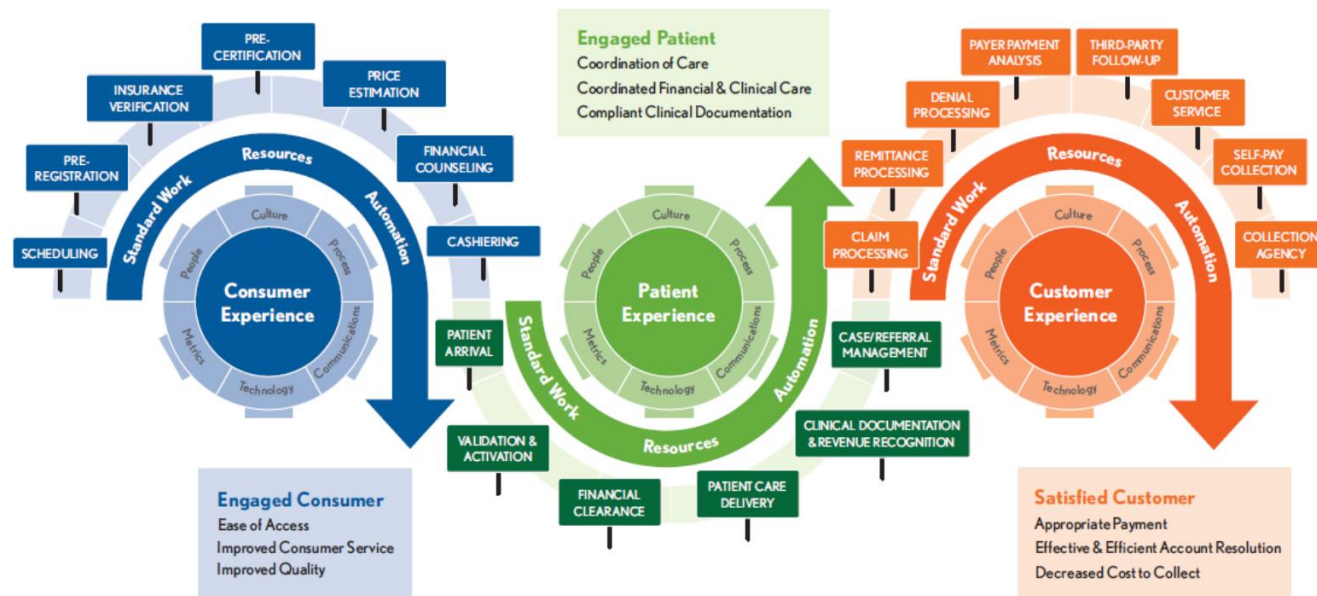 PRE-
CERTIFICATION
INSURANCE
VERIFICATION
PRICE
ESTIMATION
PRE-
REGISTRATION
FINANCIAL
COUNSELING
SCHEDULING
CASHIERING
Standard Work
Resources
Automation
Culture
People
Process
Metrics
Communications
Technology
Consumer
Experience
Engaged Consumer
Ease of Access
Improved Consumer Service
Improved Quality
Engaged Patient
Coordination of Care
Coordinated Financial & Clinical Care
Compliant Clinical Documentation
Culture
People
Process
Metrics
Communications
Technology
Patient
Experience
Standard Work
Resources
Automation
PATIENT
ARRIVAL
VALIDATION &
ACTIVATION
FINANCIAL
CLEARANCE
PATIENT CARE
DELIVERY
CLINICAL DOCUMENTATION
& REVENUE RECOGNITION
CASE/REFERRAL
MANAGEMENT
CLAIM
PROCESSING
REMITTANCE
PROCESSING
DENIAL
PROCESSING
PAYER PAYMENT
ANALYSIS
THIRD-PARTY
FOLLOW-UP
CUSTOMER
SERVICE
SELF-PAY
COLLECTION
COLLECTION
AGENCY
Standard Work
Resources
Automation
Culture
People
Process
Metrics
Communications
Technology
Customer
Experience
Satisfied Customer
Appropriate Payment
Effective & Efficient Account Resolution
Decreased Cost to Collect